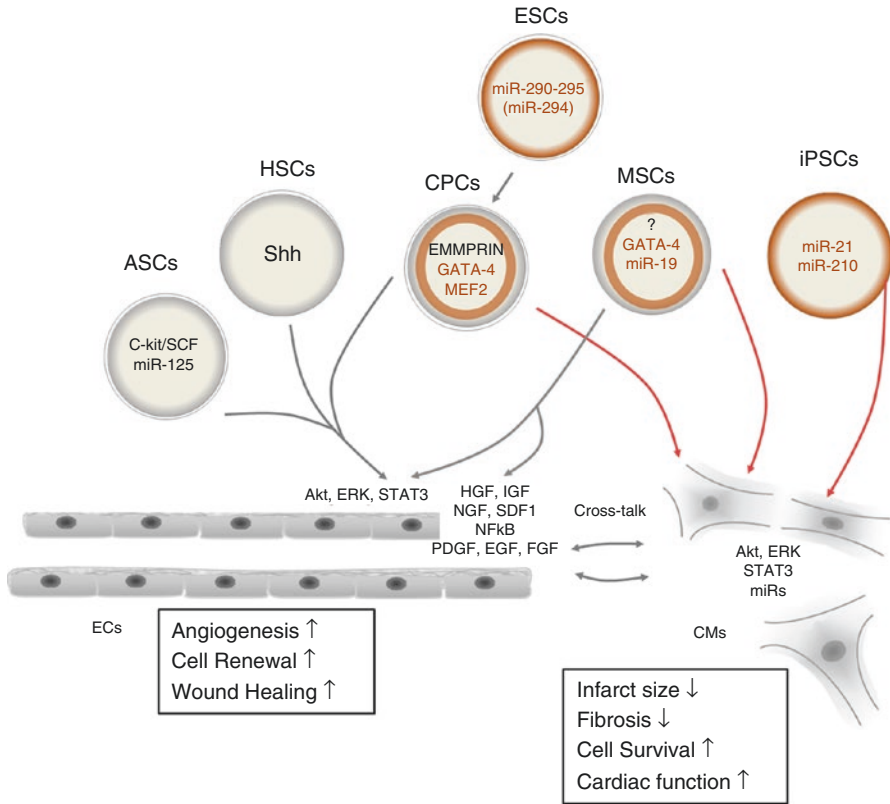 ESCs
miR-290-295
(miR-294)
HSCs
Shh
CPCs
EMMPRIN
GATA-4
MEF2
MSCs
?
GATA-4
miR-19
iPSCs
miR-21
miR-210
ASCs
C-kit/SCF
miR-125
Akt, ERK, STAT3
HGF, IGF
NGF, SDF1
NFkB
PDGF, EGF, FGF
Cross-talk
Akt, ERK
STAT3
miRs
ECs
Angiogenesis ↑
Cell Renewal ↑
Wound Healing ↑
CMs
Infarct size ↓
Fibrosis ↓
Cell Survival ↑
Cardiac function ↑